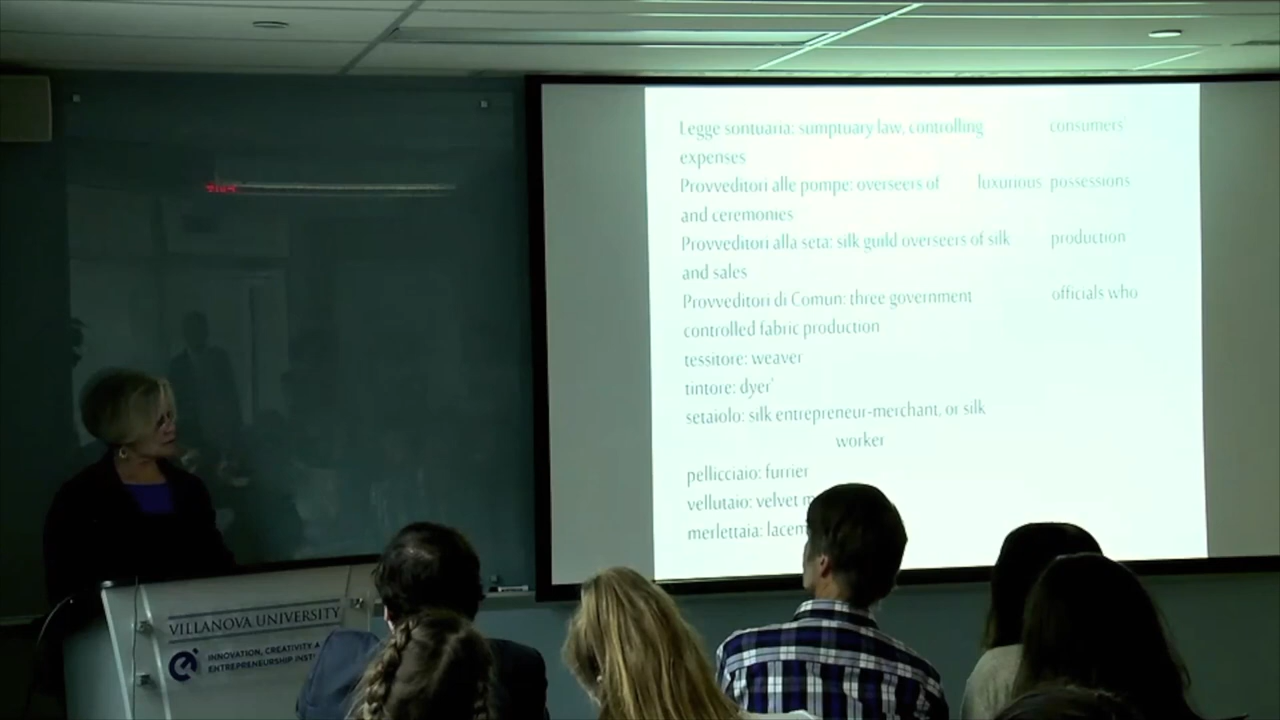 Legge sontuaria: sumptuary law, controlling consumers'
expenses
Provveditori alle pompe: overseers of luxurious possessions
and ceremonies
Provveditori alla seta: silk guild overseers of silk production
and sales
Provveditori di Comun: three government officials who
controlled fabric production
tessitore: weaver
tintore: dyer'
setaiolo: silk entrepreneur-merchant, or silk
worker
pellicciaio: furrier
vellutaio: velvet
merlettaia:
VILLANOVA UNIVERSITY
INNOVATION, CREATIVITY
ENTREPRENEURSHIP